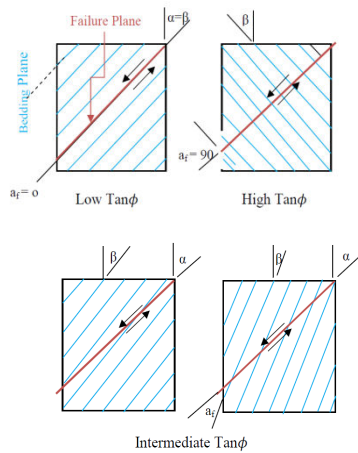 Failure Plane
α=β
β
Bedding Plane
a_f = o
a_f = 90
Low Tanϕ
High Tanϕ
β
α
β
α
a_f
Intermediate Tanϕ